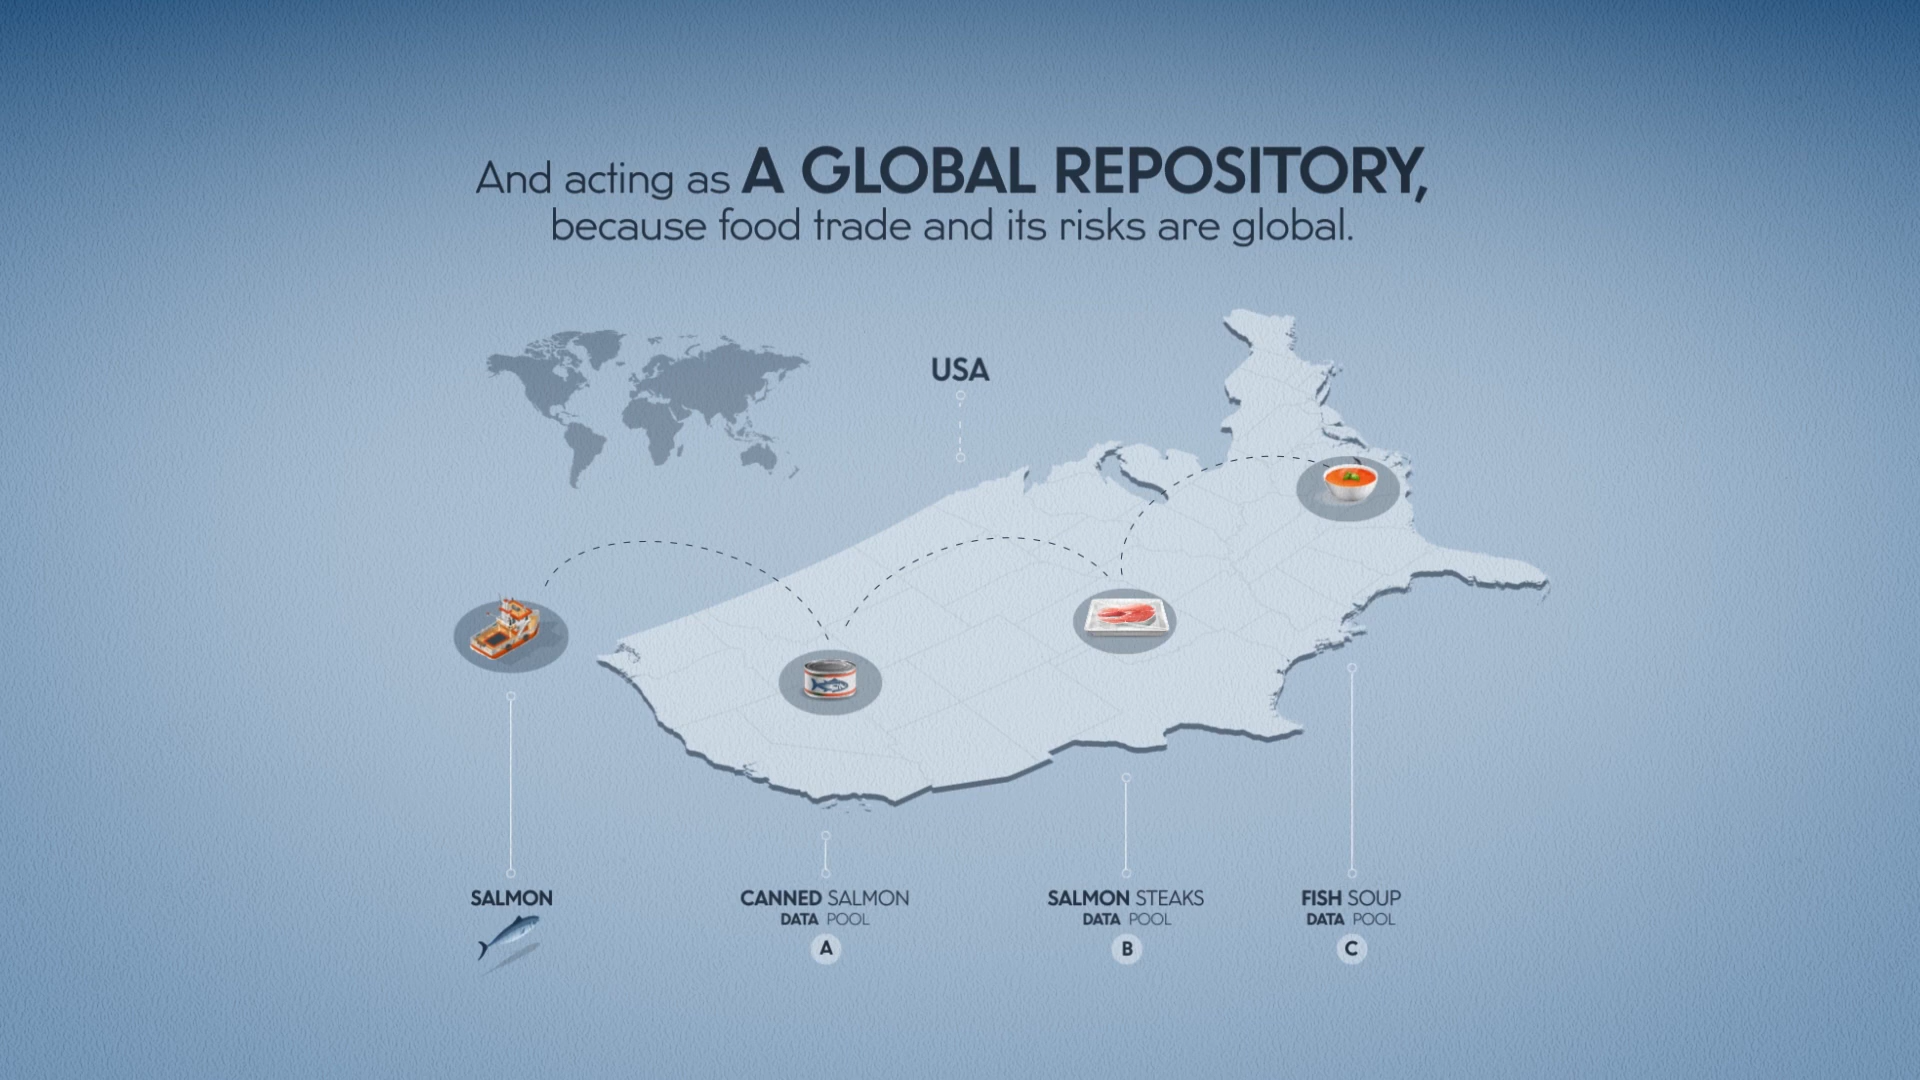 And acting as A GLOBAL REPOSITORY,
because food trade and its risks are global.
USA
SALMON
CANNED SALMON
DATA POOL
A
SALMON STEAKS
DATA POOL
B
FISH SOUP
DATA POOL
C